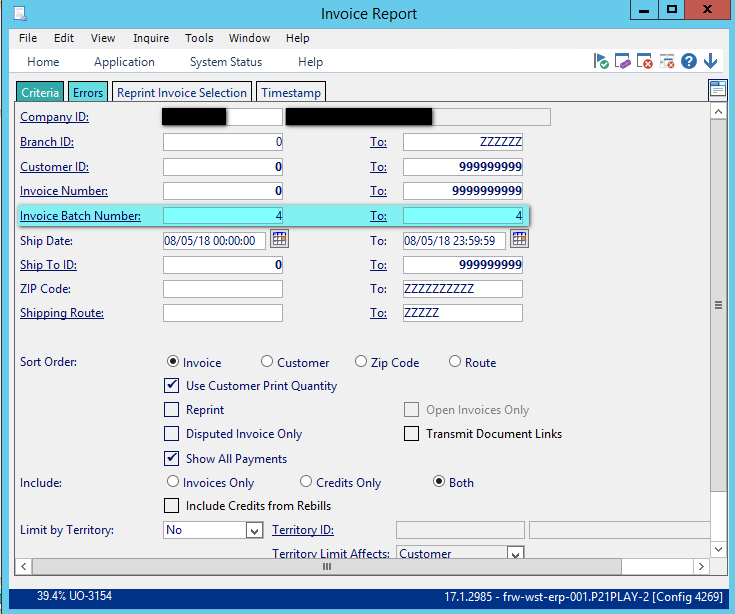 Invoice Report
File Edit View Inquire Tools Window Help
Home Application System Status Help
Criteria Errors Reprint Invoice Selection Timestamp
Company ID:
Branch ID: 0 To: ZZZZZZ
Customer ID: 0 To: 999999999
Invoice Number: 0 To: 9999999999
Invoice Batch Number: 4 To: 4
Ship Date: 08/05/18 00:00:00 To: 08/05/18 23:59:59
Ship To ID: 0 To: 999999999
ZIP Code: To: ZZZZZZZZZZ
Shipping Route: To: ZZZZZ
Sort Order: Invoice Customer Zip Code Route
Use Customer Print Quantity
Reprint Open Invoices Only
Disputed Invoice Only Transmit Document Links
Show All Payments
Include: Invoices Only Credits Only Both
Include Credits from Rebills
Limit by Territory: No Territory ID:
Territory Limit Affects: Customer
39.4% UO-3154 17.1.2985 - frw-wst-erp-001.P21PLAY-2 [Config 4269]